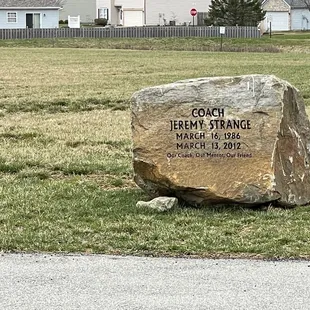 COACH
JEREMY STRANGE
MARCH 16, 1986
MARCH 13, 2012
Our Coach, Our Mentor, Our Friend